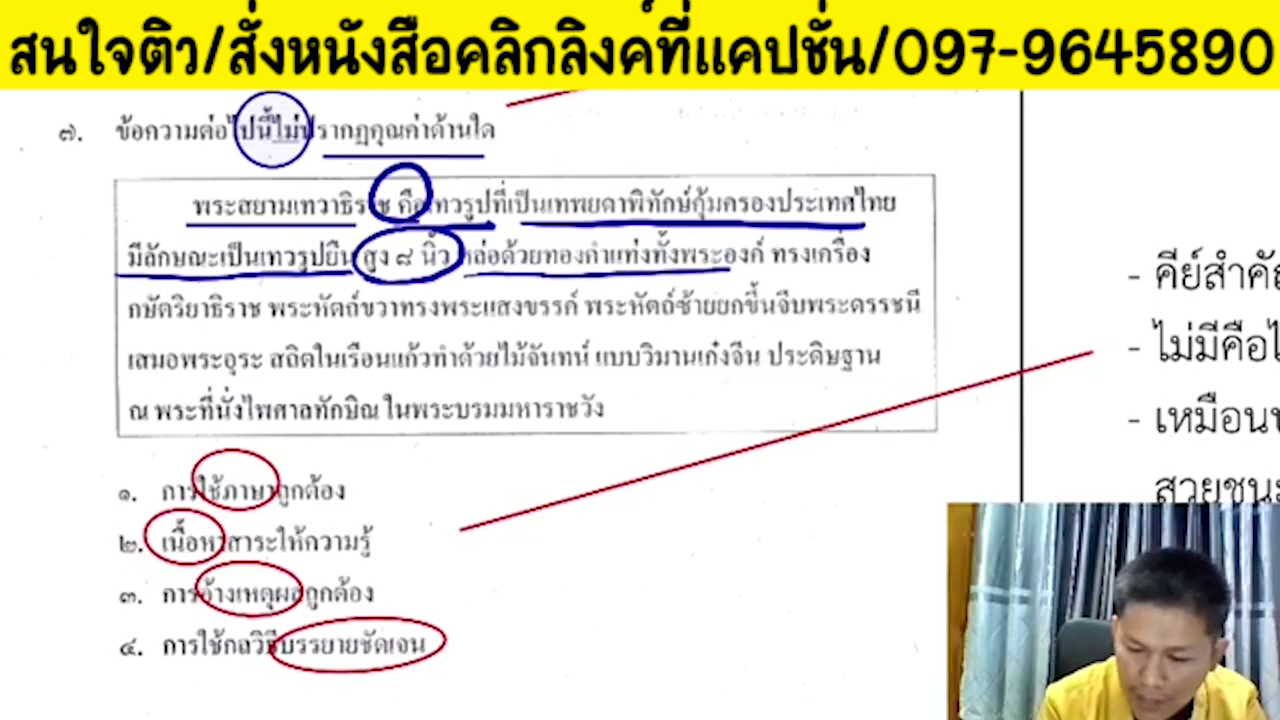 สนใจติว/สั่งหนังสือคลิกลิงค์ที่แคปชั่น/097-9645890
๗. ข้อความต่อไปนี้ไม่ปรากฏคุณค่าด้านใด
พระสยามเทวาธิราช คือเทวรูปที่เป็นเทพยดาพิทักษ์คุ้มครองประเทศไทย
มีลักษณะเป็นเทวรูปยืน สูง ๘ นิ้ว หล่อด้วยทองคำแท่งทั้งพระองค์ ทรงเครื่อง
กษัตริยาธิราช พระหัตถ์ขวาทรงพระแสงขรรค์ พระหัตถ์ซ้ายยกขึ้นจีบพระดรรชนี
เสมอพระอุระ สถิตในเรือนแก้วทำด้วยไม้จันทน์ แบบวิมานเก๋งจีน ประดิษฐาน
ณ พระที่นั่งไพศาลทักษิณ ในพระบรมมหาราชวัง
๑. การใช้ภาษาถูกต้อง
๒. เนื้อหาสาระให้ความรู้
๓. การอ้างเหตุผลถูกต้อง
๔. การใช้กลวิธีบรรยายชัดเจน
- คีย์สำคั
- ไม่มีคือไ
- เหมือน